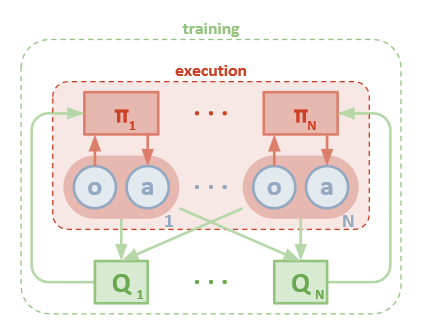 training
execution
π1 ... πN
o a ... o a
1 N
Q1 ... QN